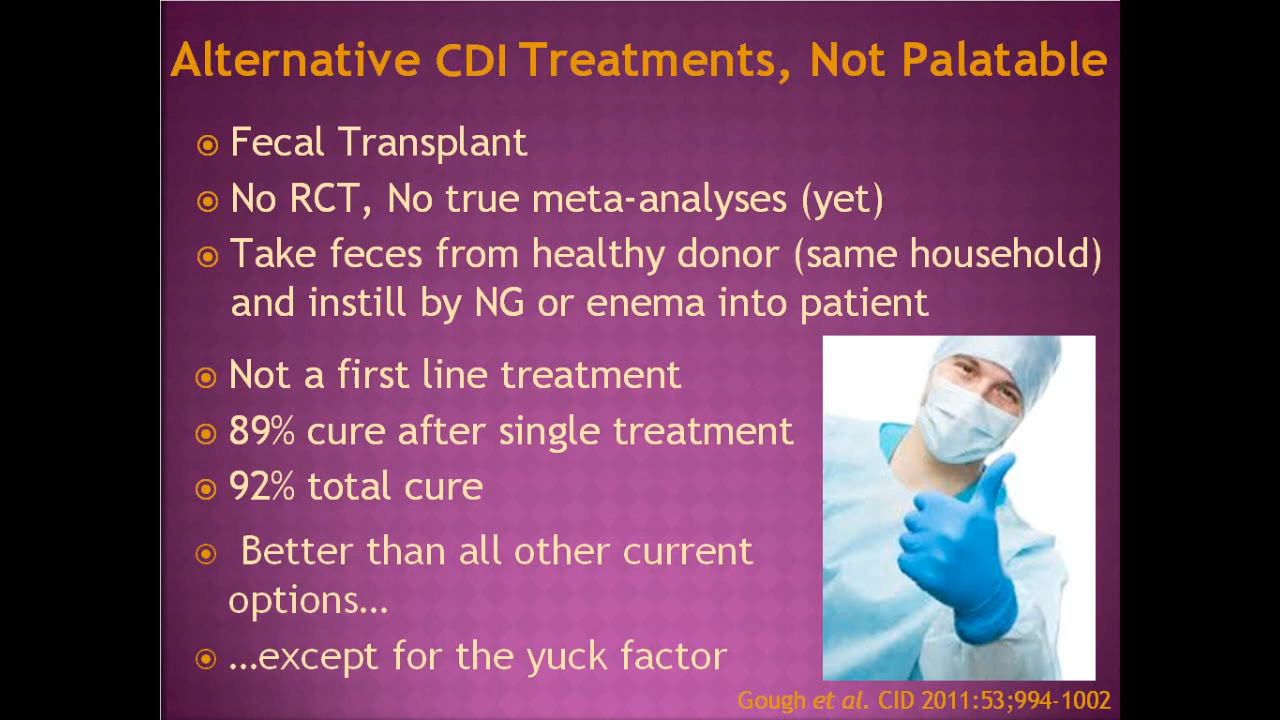 Alternative CDI Treatments, Not Palatable
Fecal Transplant
No RCT, No true meta-analyses (yet)
Take feces from healthy donor (same household)
and instill by NG or enema into patient
Not a first line treatment
89% cure after single treatment
92% total cure
Better than all other current
options…
…except for the yuck factor
Gough et al. CID 2011:53;994-1002